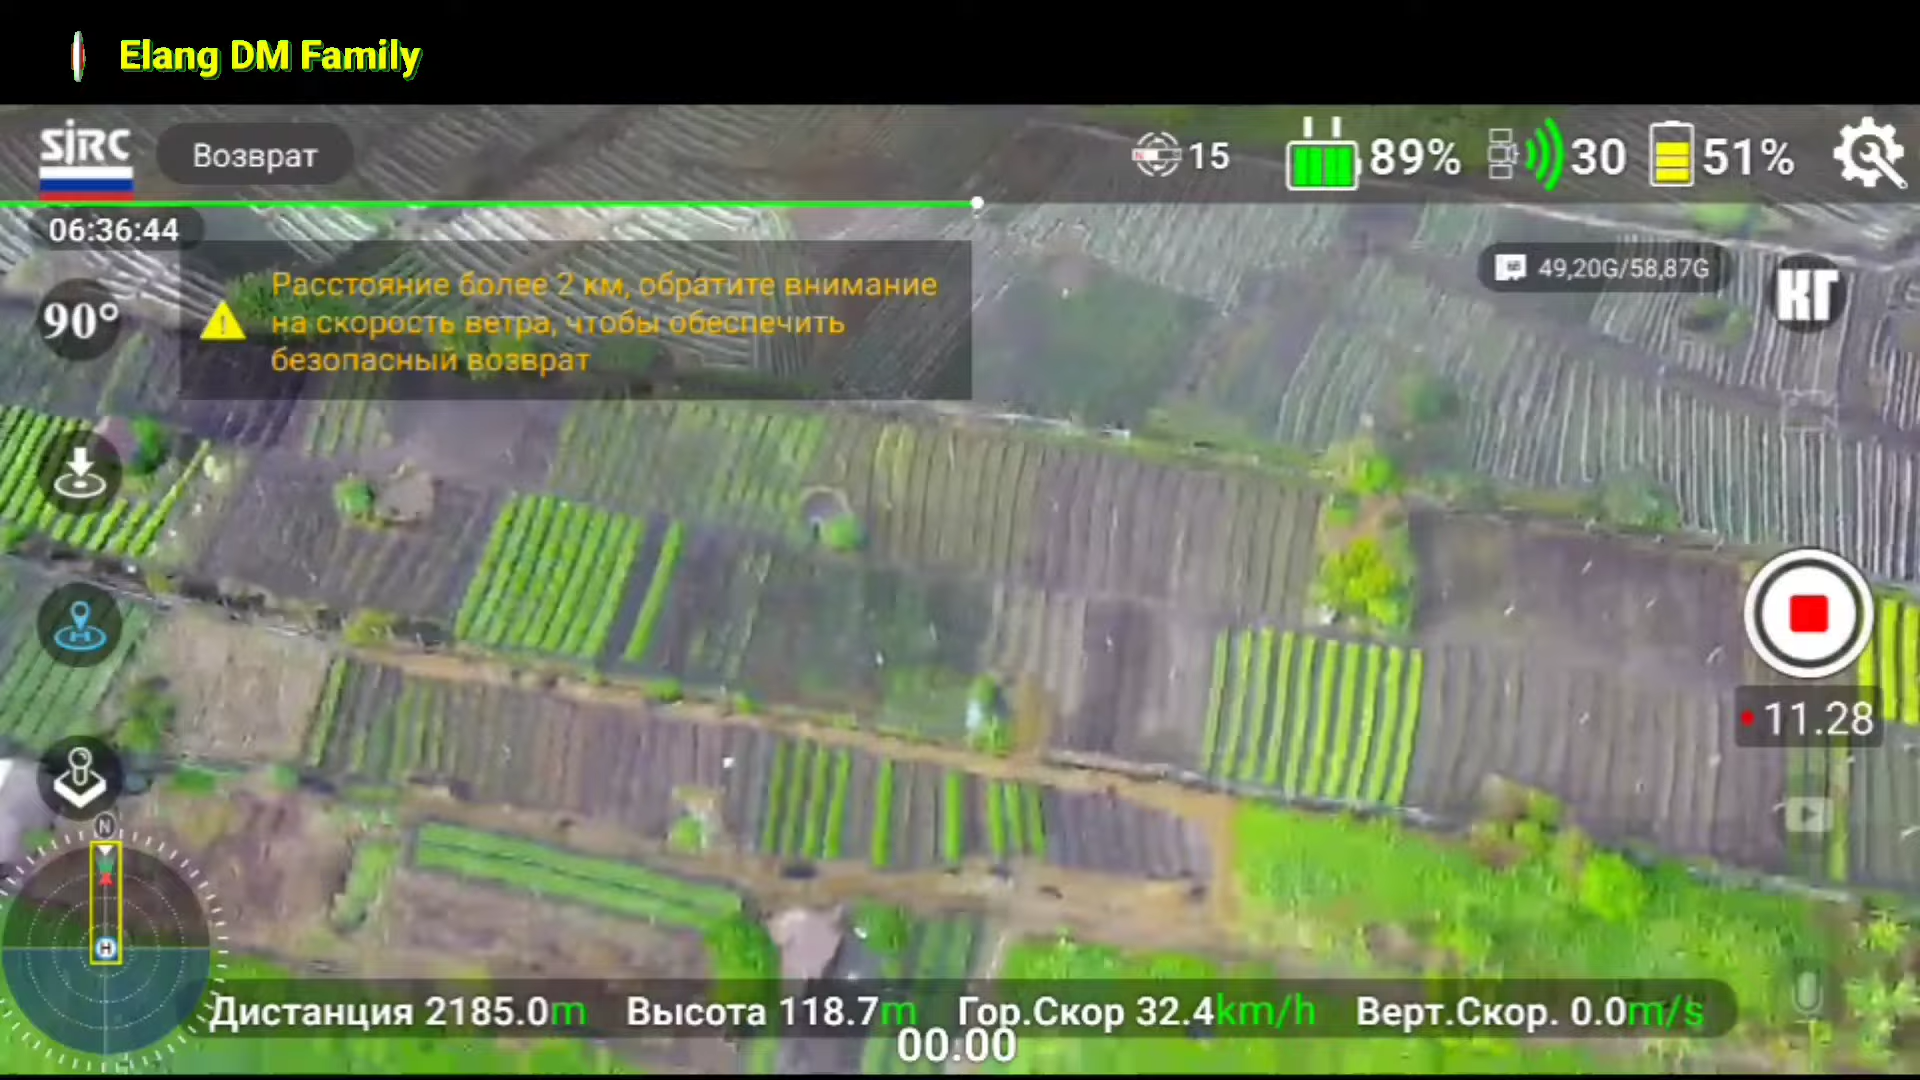 Elang DM Family
SJRC
Возврат
15
89%
30
51%
06:36:44
Расстояние более 2 км, обратите внимание
на скорость ветра, чтобы обеспечить
безопасный возврат
49,20G/58,87G
КГ
90°
H
11.28
N
H
Дистанция 2185.0m Высота 118.7m Гор.Скор 32.4km/h Верт.Скор. 0.0m/s
00.00